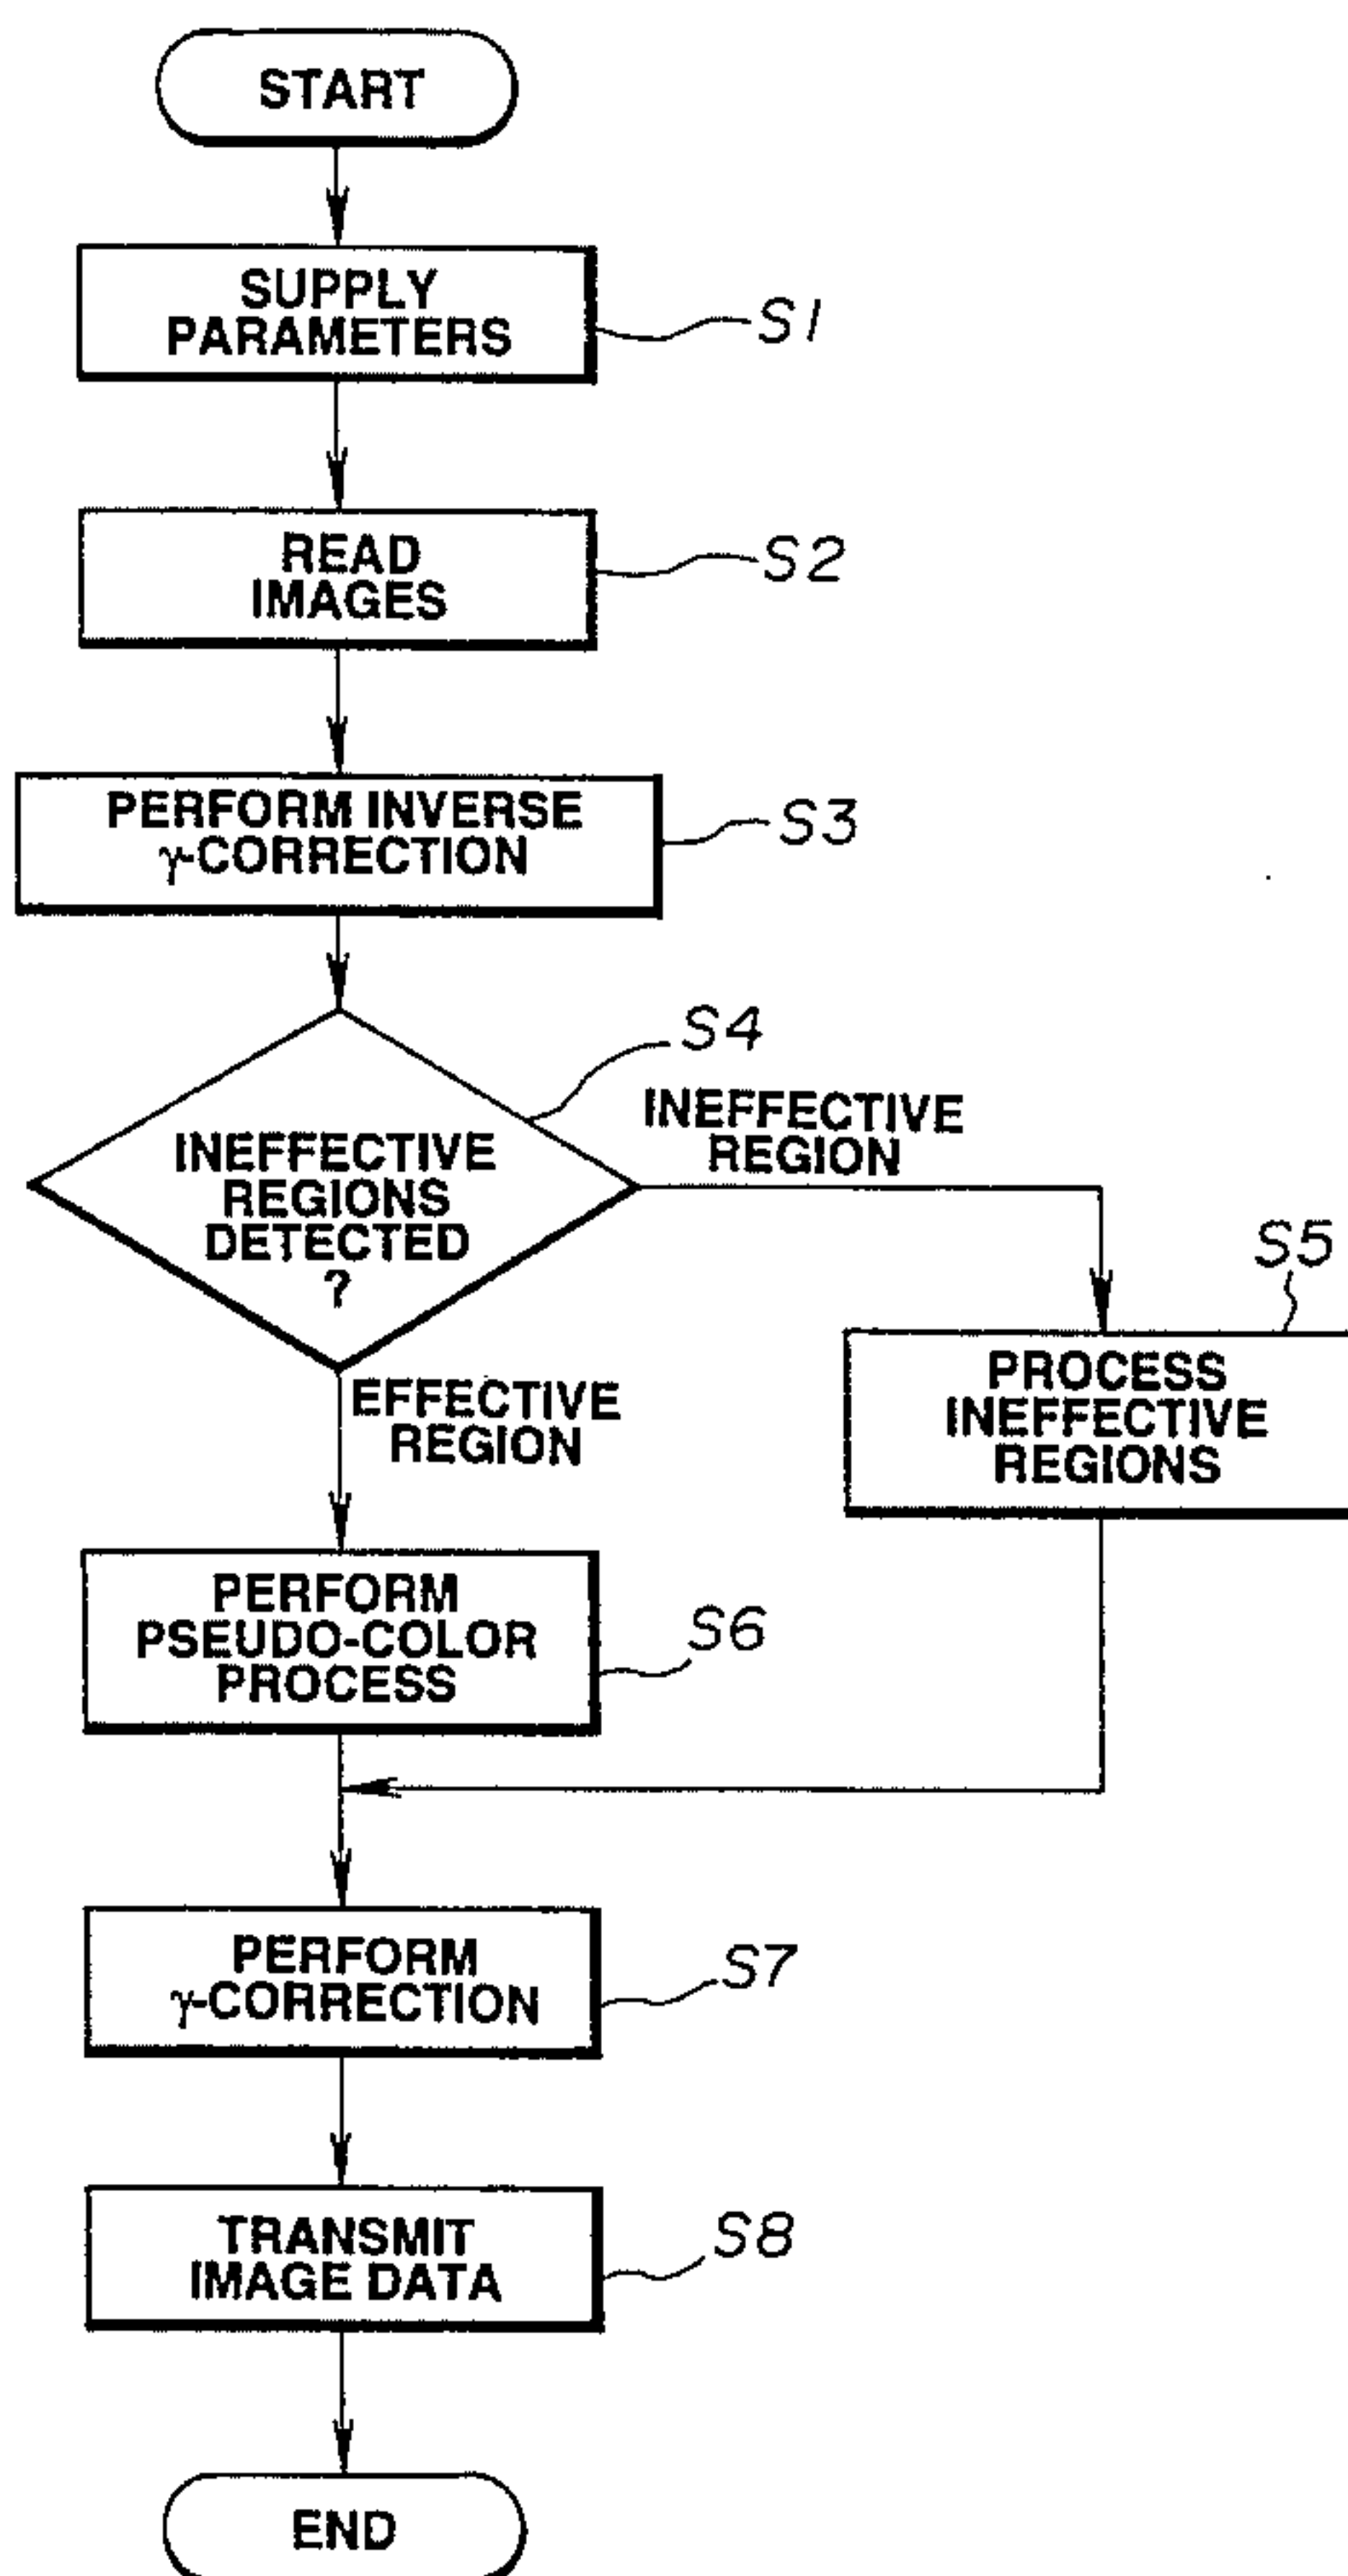 START
SUPPLY
PARAMETERS
S1
READ
IMAGES
S2
PERFORM INVERSE
γ-CORRECTION
S3
S4
INEFFECTIVE
REGIONS
DETECTED
?
INEFFECTIVE
REGION
S5
PROCESS
INEFFECTIVE
REGIONS
EFFECTIVE
REGION
PERFORM
PSEUDO-COLOR
PROCESS
S6
PERFORM
γ-CORRECTION
S7
TRANSMIT
IMAGE DATA
S8
END